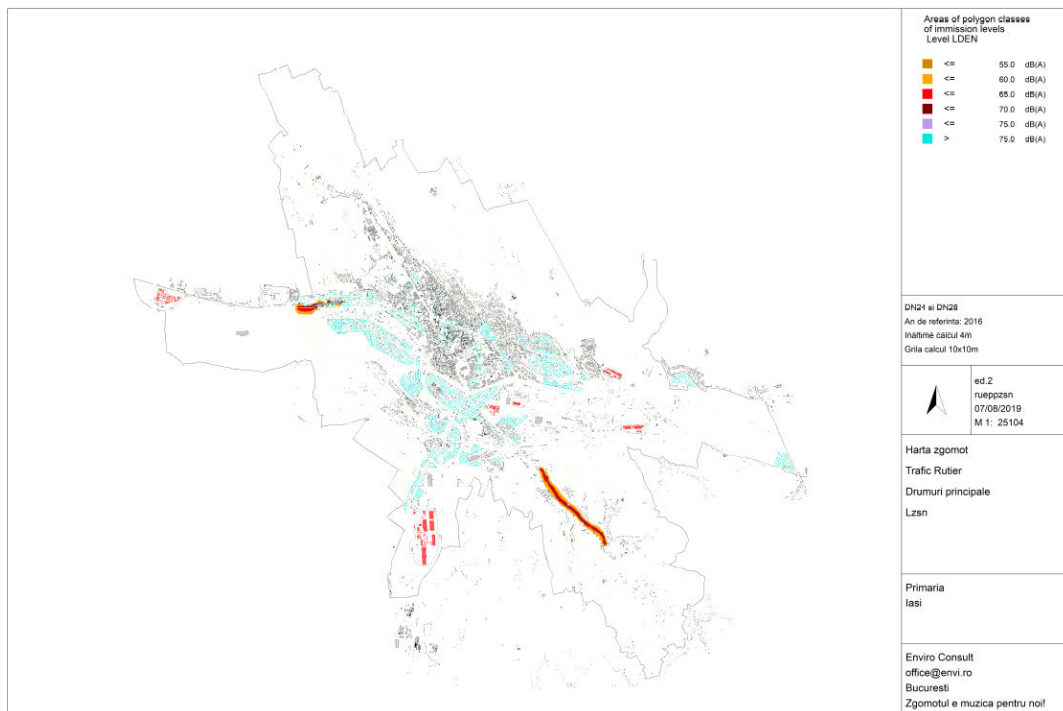 Areas of polygon classes
of immission levels
Level LDEN
<= 55.0 dB(A)
<= 60.0 dB(A)
<= 65.0 dB(A)
<= 70.0 dB(A)
<= 75.0 dB(A)
> 75.0 dB(A)
DN24 si DN28
An de referinta: 2016
Inaltime calcul 4m
Grila calcul 10x10m
ed.2
rueppzsn
07/08/2019
M 1: 25104
Harta zgomot
Trafic Rutier
Drumuri principale
Lzsn
Primaria
Iasi
Enviro Consult
office@envi.ro
Bucuresti
Zgomotul e muzica pentru noi!